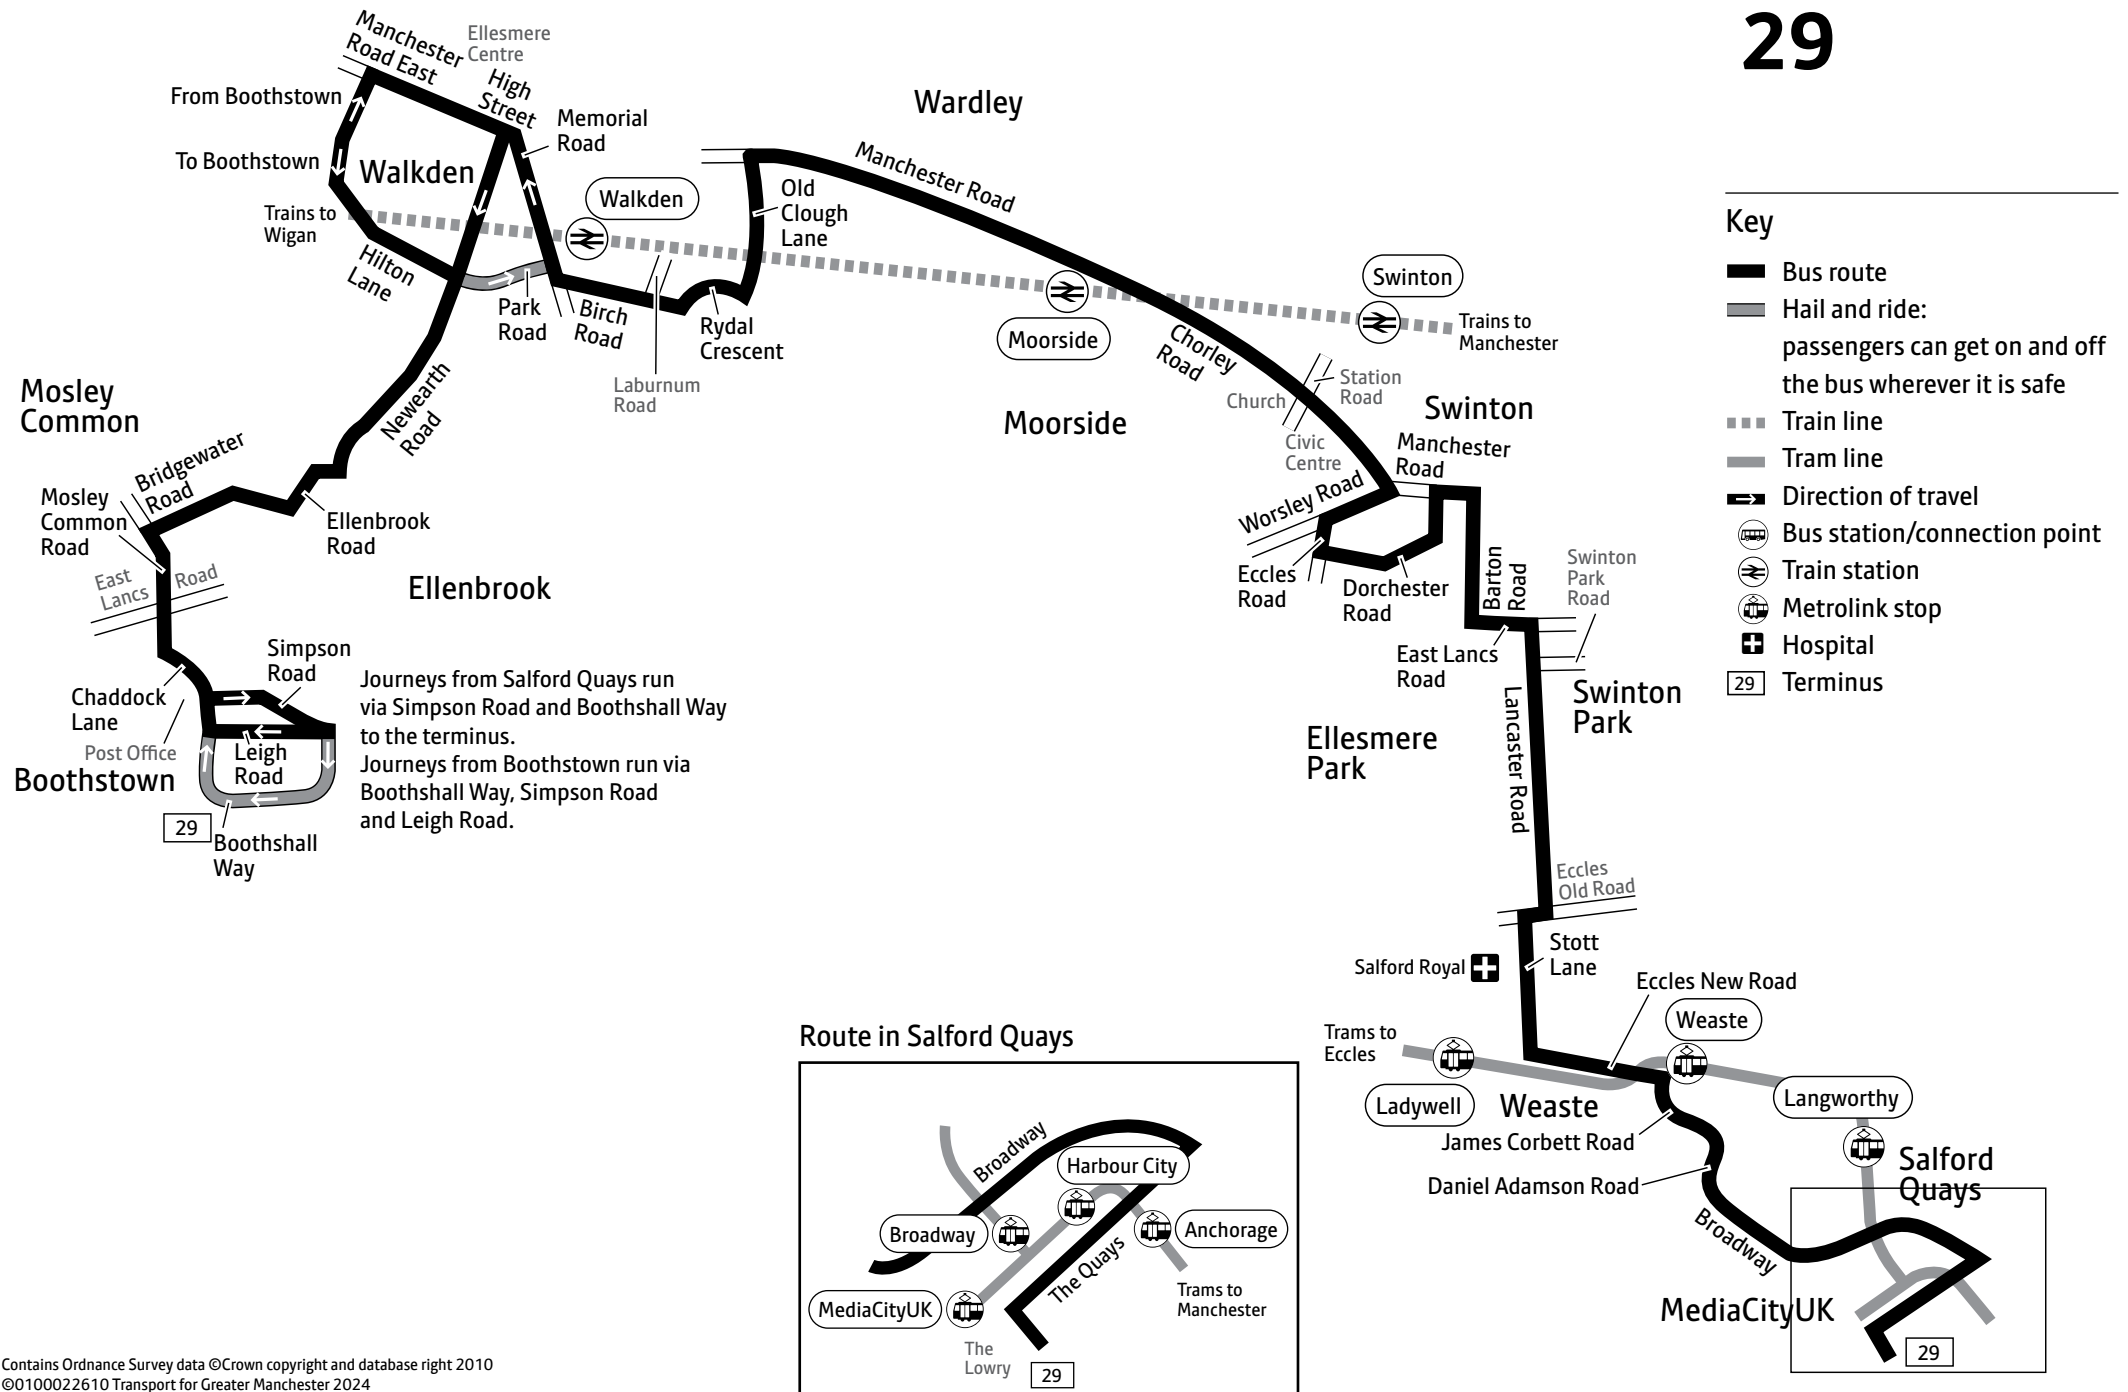 29
Manchester
Road East
Ellesmere
Centre
High
Street
From Boothstown
Memorial
Road
Wardley
To Boothstown
Walkden
Manchester Road
Walkden
Old
Clough
Lane
Trains to
Wigan
Hilton
Lane
Park
Road
Birch
Road
Rydal
Crescent
Laburnum
Road
Moorside
Swinton
Trains to
Manchester
Chorley
Road
Station
Road
Church
Swinton
Moorside
Civic
Centre
Manchester
Road
Worsley Road
Eccles
Road
Dorchester
Road
Barton
Road
Swinton
Park
Road
East Lancs
Road
Swinton
Park
Ellesmere
Park
Lancaster Road
Mosley
Common
Newearth
Road
Bridgewater
Road
Mosley
Common
Road
Ellenbrook
Road
East
Lancs
Road
Ellenbrook
Simpson
Road
Chaddock
Lane
Post Office
Boothstown
Leigh
Road
29
Boothshall
Way
Journeys from Salford Quays run
via Simpson Road and Boothshall Way
to the terminus.
Journeys from Boothstown run via
Boothshall Way, Simpson Road
and Leigh Road.
Key
Bus route
Hail and ride:
passengers can get on and off
the bus wherever it is safe
Train line
Tram line
Direction of travel
Bus station/connection point
Train station
Metrolink stop
Hospital
29
Terminus
Eccles
Old Road
Stott
Lane
Salford Royal
Eccles New Road
Weaste
Trams to
Eccles
Ladywell
Weaste
Langworthy
James Corbett Road
Daniel Adamson Road
Salford
Quays
Broadway
MediaCityUK
29
Route in Salford Quays
Broadway
Harbour City
Broadway
Anchorage
The Quays
MediaCityUK
Trams to
Manchester
The
Lowry
29
Contains Ordnance Survey data ©Crown copyright and database right 2010
©0100022610 Transport for Greater Manchester 2024